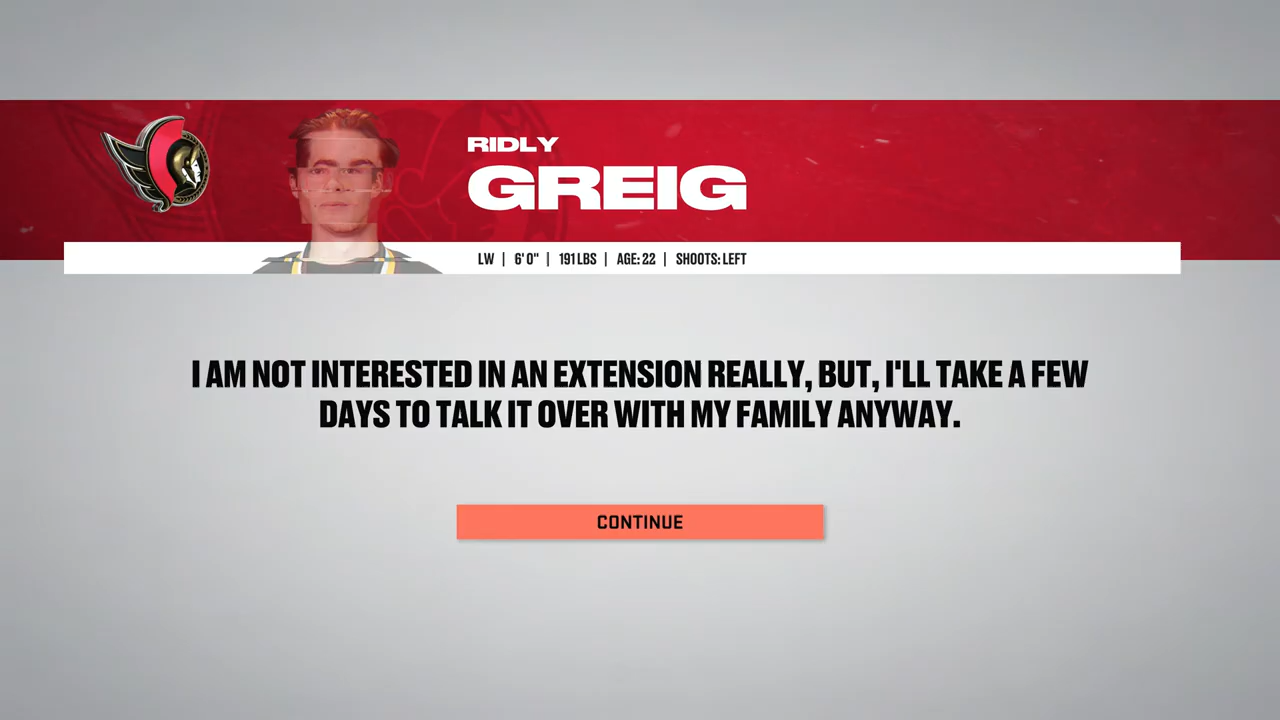 RIDLY
GREIG
LW | 6' 0" | 191 LBS | AGE: 22 | SHOOTS: LEFT
I AM NOT INTERESTED IN AN EXTENSION REALLY, BUT, I'LL TAKE A FEW
DAYS TO TALK IT OVER WITH MY FAMILY ANYWAY.
CONTINUE